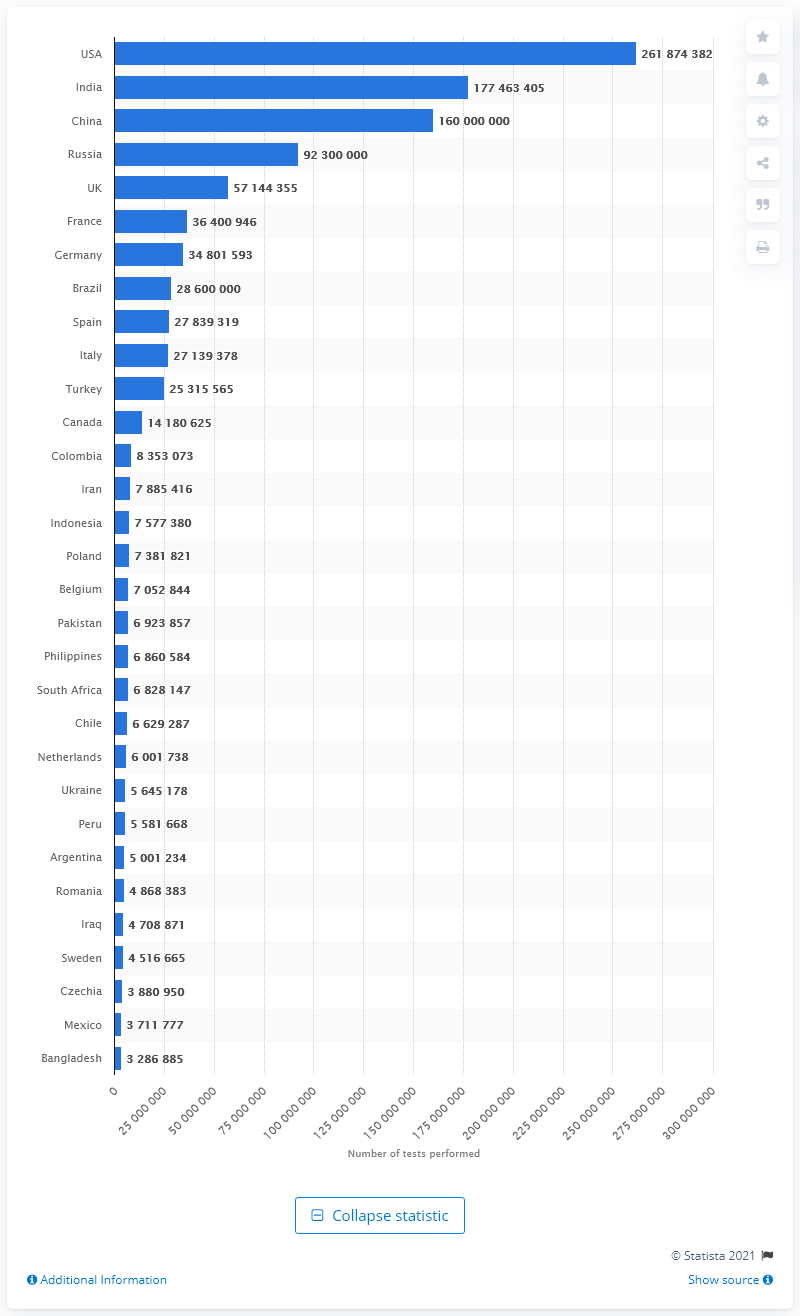 USA 261 874 382
India 177 463 405
China 160 000 000
Russia 92 300 000
UK 57 144 355
France 36 400 946
Germany 34 801 593
Brazil 28 600 000
Spain 27 839 319
Italy 27 139 378
Turkey 25 315 565
Canada 14 180 625
Colombia 8 353 073
Iran 7 885 416
Indonesia 7 577 380
Poland 7 381 821
Belgium 7 052 844
Pakistan 6 923 857
Philippines 6 860 584
South Africa 6 828 147
Chile 6 629 287
Netherlands 6 001 738
Ukraine 5 645 178
Peru 5 581 668
Argentina 5 001 234
Romania 4 868 383
Iraq 4 708 871
Sweden 4 516 665
Czechia 3 880 950
Mexico 3 711 777
Bangladesh 3 286 885
0 25 000 000 50 000 000 75 000 000 100 000 000 125 000 000 150 000 000 175 000 000 200 000 000 225 000 000 250 000 000 275 000 000 300 000 000
Number of tests performed
Collapse statistic
© Statista 2021
Additional Information Show source